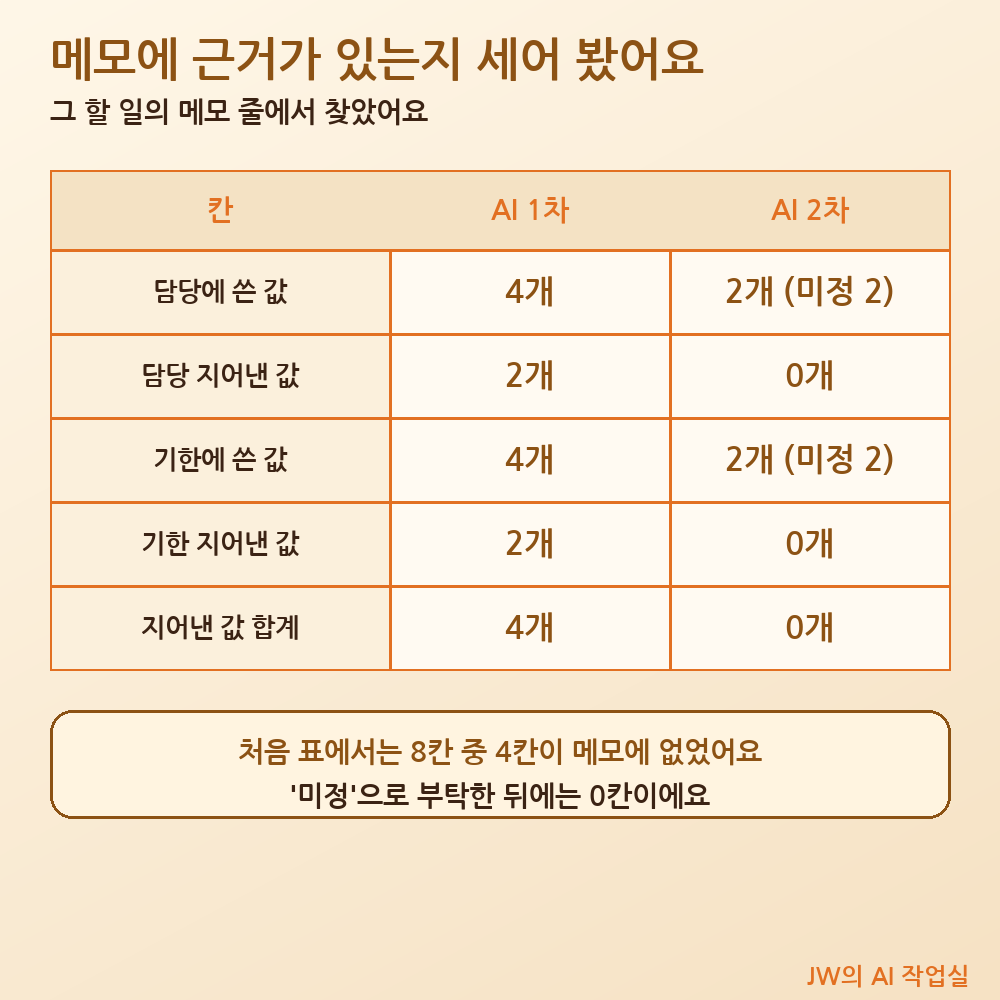 메모에 근거가 있는지 세어 봤어요
그 할 일의 메모 줄에서 찾았어요
칸 AI 1차 AI 2차
담당에 쓴 값 4개 2개 (미정 2)
담당 지어낸 값 2개 0개
기한에 쓴 값 4개 2개 (미정 2)
기한 지어낸 값 2개 0개
지어낸 값 합계 4개 0개
처음 표에서는 8칸 중 4칸이 메모에 없었어요
'미정'으로 부탁한 뒤에는 0칸이에요
JW의 AI 작업실